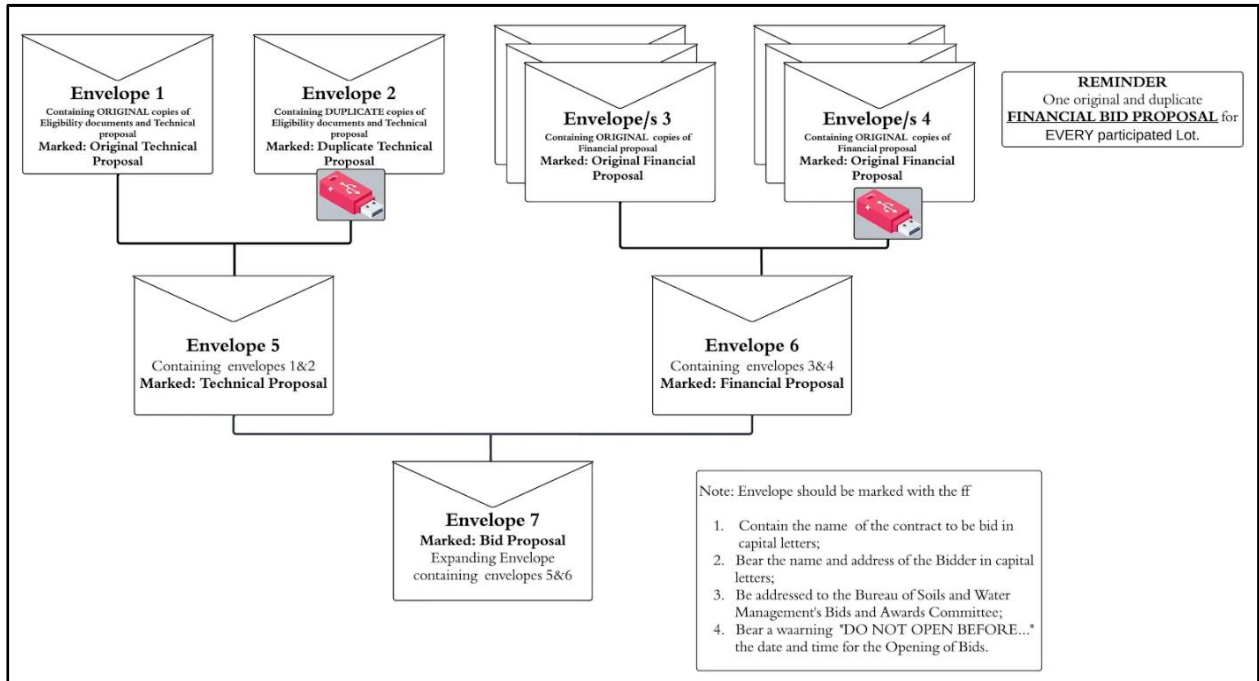 Envelope 1
Containing ORIGINAL copies of
Eligibility documents and Technical
proposal
Marked: Original Technical
Proposal
Envelope 2
Containing DUPLICATE copies of
Eligibility documents and Technical
proposal
Marked: Duplicate Technical
Proposal
Envelope/s 3
Containing ORIGINAL copies of
Financial proposal
Marked: Original Financial
Proposal
Envelope/s 4
Containing ORIGINAL copies of
Financial proposal
Marked: Original Financial
Proposal
REMINDER
One original and duplicate
FINANCIAL BID PROPOSAL for
EVERY participated Lot.
Envelope 5
Containing envelopes 1&2
Marked: Technical Proposal
Envelope 6
Containing envelopes 3&4
Marked: Financial Proposal
Envelope 7
Marked: Bid Proposal
Expanding Envelope
containing envelopes 5&6
Note: Envelope should be marked with the ff
1. Contain the name of the contract to be bid in
capital letters;
2. Bear the name and address of the Bidder in capital
letters;
3. Be addressed to the Bureau of Soils and Water
Management's Bids and Awards Committee;
4. Bear a waarning "DO NOT OPEN BEFORE..."
the date and time for the Opening of Bids.